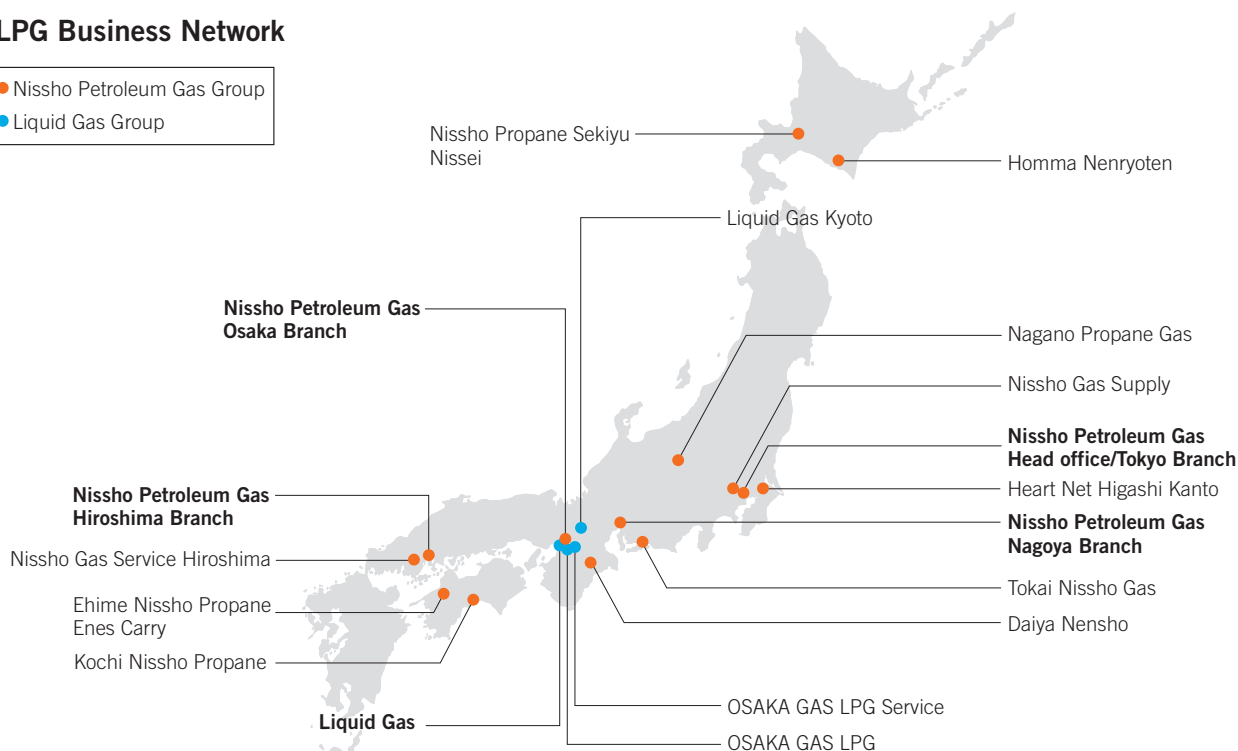 LPG Business Network
Nissho Petroleum Gas Group
Liquid Gas Group
Nissho Propane Sekiyu
Nissei
Homma Nenryoten
Liquid Gas Kyoto
Nissho Petroleum Gas
Osaka Branch
Nagano Propane Gas
Nissho Gas Supply
Nissho Petroleum Gas
Head office/Tokyo Branch
Heart Net Higashi Kanto
Nissho Petroleum Gas
Hiroshima Branch
Nissho Petroleum Gas
Nagoya Branch
Nissho Gas Service Hiroshima
Tokai Nissho Gas
Ehime Nissho Propane
Enes Carry
Daiya Nensho
Kochi Nissho Propane
Liquid Gas
OSAKA GAS LPG Service
OSAKA GAS LPG